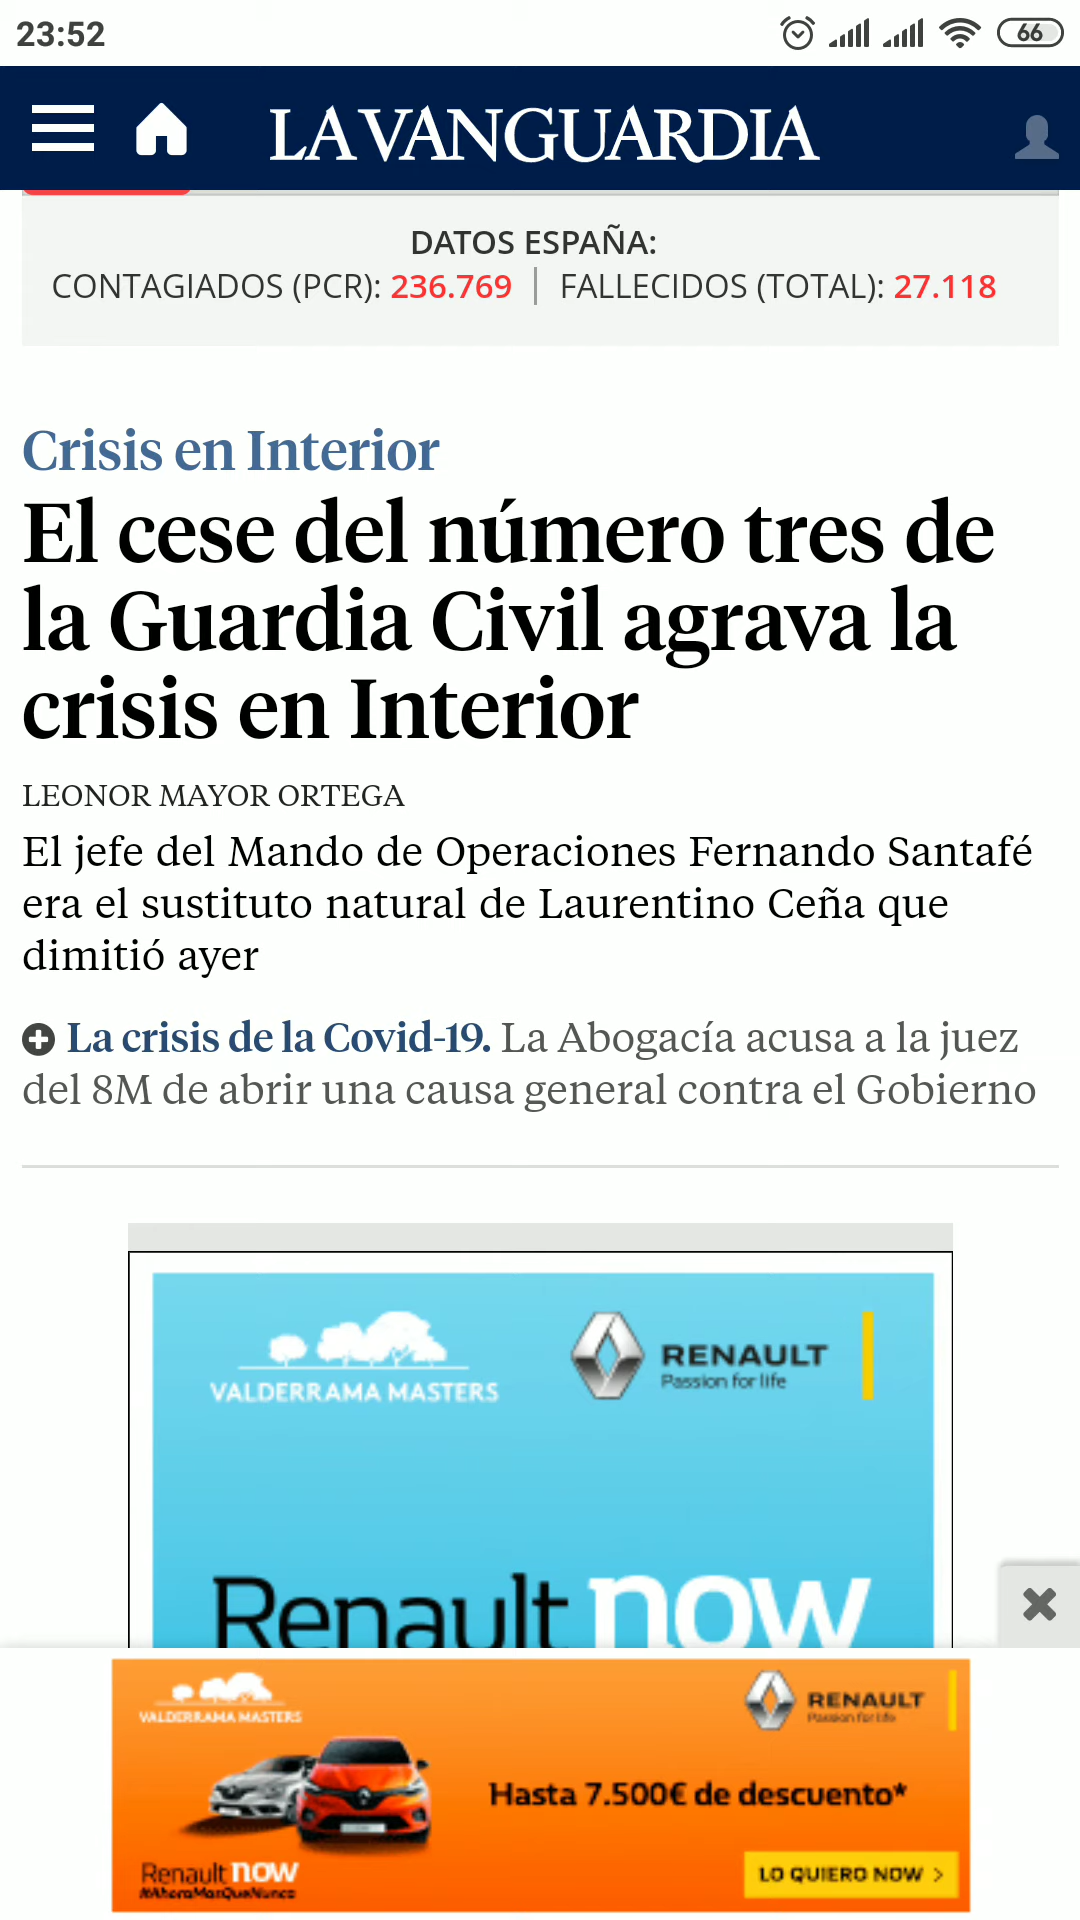 23:52
66
LA VANGUARDIA
DATOS ESPAÑA:
CONTAGIADOS (PCR): 236.769 | FALLECIDOS (TOTAL): 27.118
Crisis en Interior
El cese del número tres de
la Guardia Civil agrava la
crisis en Interior
LEONOR MAYOR ORTEGA
El jefe del Mando de Operaciones Fernando Santafé
era el sustituto natural de Laurentino Ceña que
dimitió ayer
La crisis de la Covid-19. La Abogacía acusa a la juez
del 8M de abrir una causa general contra el Gobierno
VALDERRAMA MASTERS
RENAULT
Passion for life
Renault now
VALDERRAMA MASTERS
RENAULT
Passion for life
Hasta 7.500€ de descuento*
Renault now
#AhoraMasQueNunca
LO QUIERO NOW >